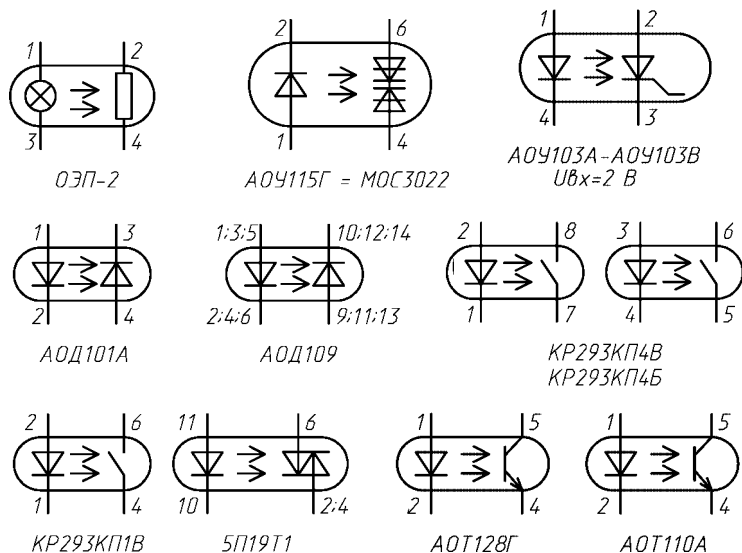 1 2
3 4
ОЭП-2
2 6
1 4
АОУ115Г = МОС3022
1 2
4 3
АОУ103А-АОУ103В
Uвх=2 В
1 3
2 4
АОД101А
1;3;5 10;12;14
2;4;6 9;11;13
АОД109
2 8
1 7
3 6
4 5
КР293КП4В
КР293КП4Б
2 6
1 4
КР293КП1В
11 6
10 2;4
5П19Т1
1 5
2 4
АОТ128Г
1 5
2 4
АОТ110А